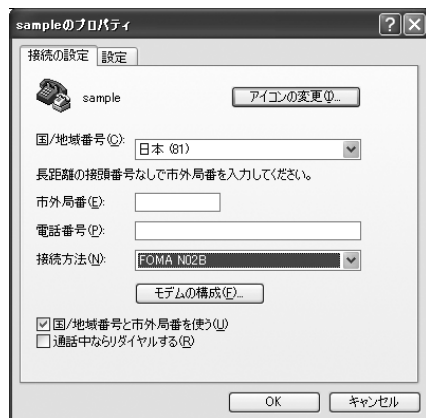 sampleのプロパティ
接続の設定 設定
sample アイコンの変更(I)...
国/地域番号(C): 日本 (81)
長距離の接頭番号なしで市外局番を入力してください。
市外局番(E):
電話番号(P):
接続方法(N): FOMA N02B
モデムの構成(F)...
国/地域番号と市外局番を使う(U)
通話中ならリダイヤルする(R)
OK キャンセル